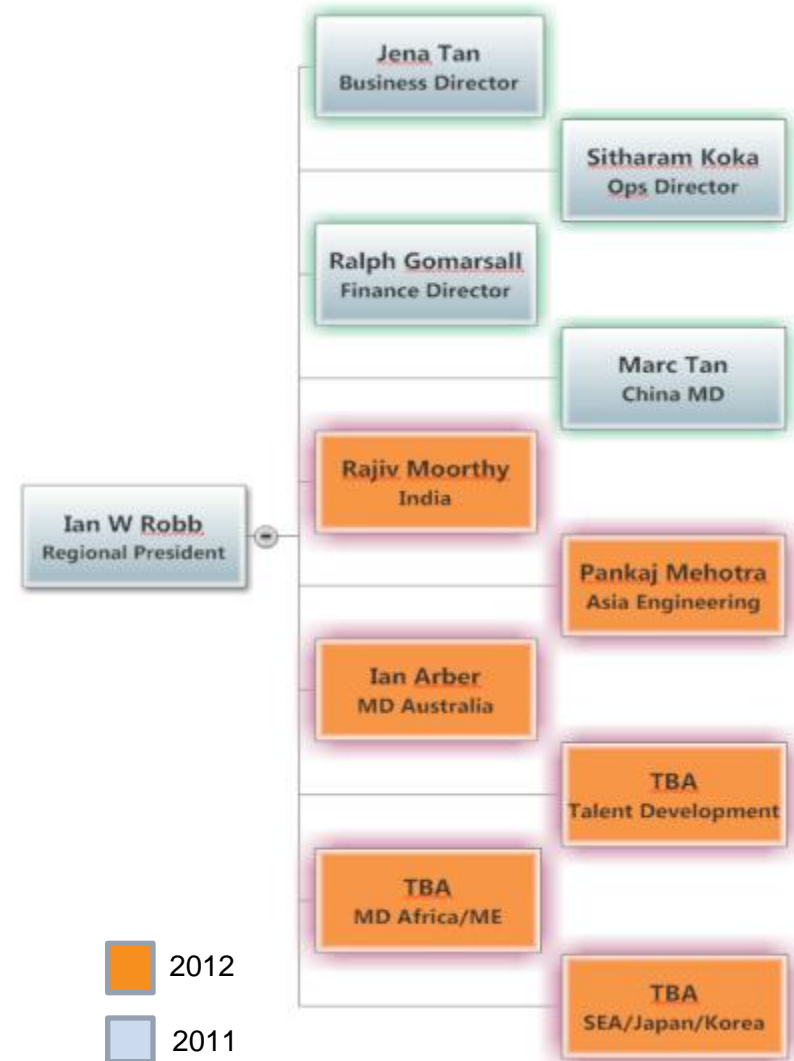 Jena Tan
Business Director
Sitharam Koka
Ops Director
Ralph Gomarsall
Finance Director
Marc Tan
China MD
Rajiv Moorthy
India
Ian W Robb
Regional President
Pankaj Mehotra
Asia Engineering
Ian Arber
MD Australia
TBA
Talent Development
TBA
MD Africa/ME
TBA
SEA/Japan/Korea
2012
2011